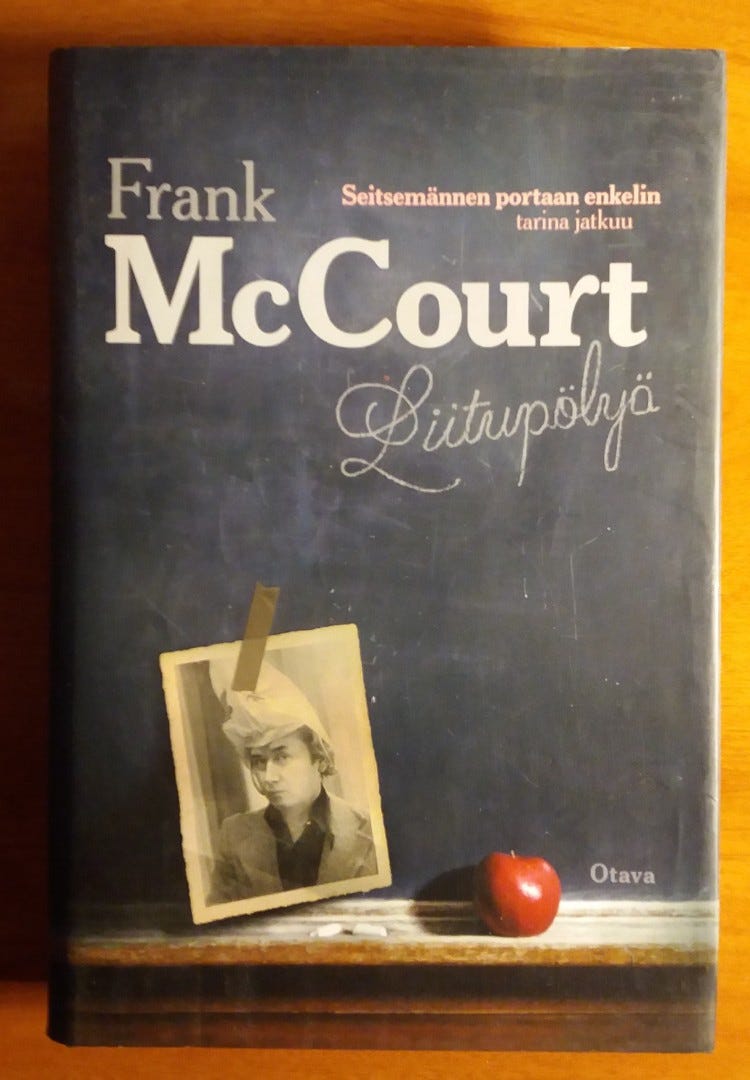 Frank
Seitsemännen portaan enkelin
tarina jatkuu
McCourt
Liitupölyä
Otava